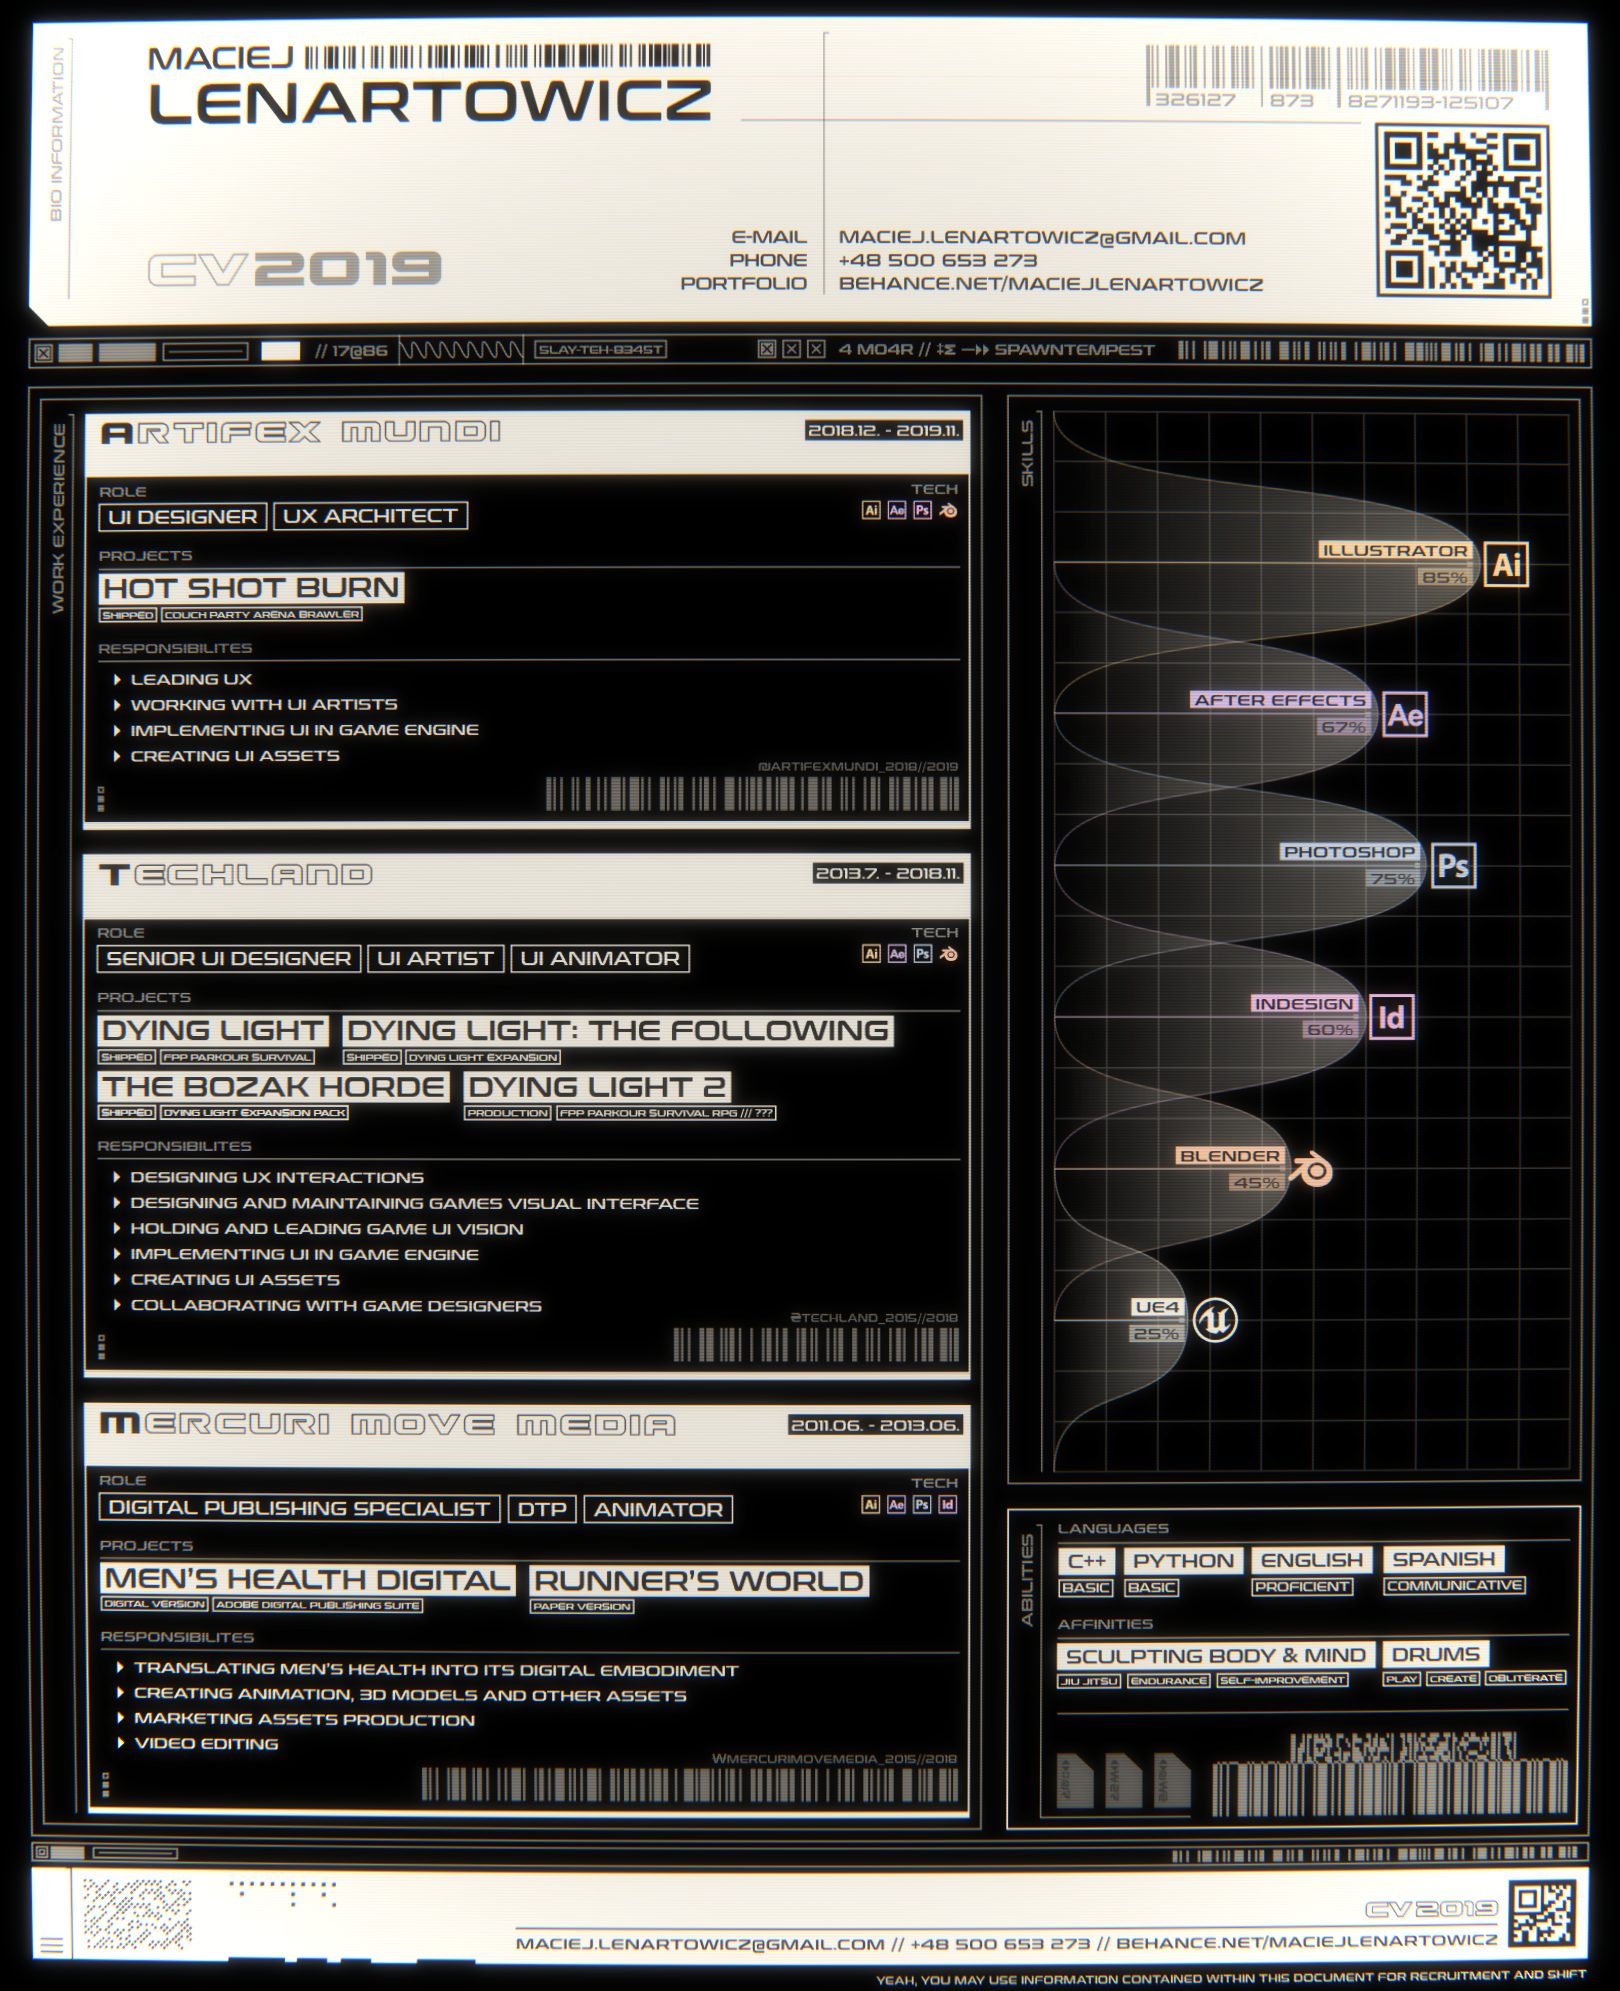 BIO INFORMATION
MACIEJ
LENARTOWICZ
326127 873 8271193-125107
CV2019
E-MAIL MACIEJ.LENARTOWICZ@GMAIL.COM
PHONE +48 500 653 273
PORTFOLIO BEHANCE.NET/MACIEJLENARTOWICZ
// 17@86 SLAY-TEH-B345T 4 M04R // ‡Σ SPAWNTEMPEST
WORK EXPERIENCE
ARTIFEX MUNDI 2018.12. - 2019.11.
ROLE TECH
UI DESIGNER UX ARCHITECT Ai Ae Ps
PROJECTS
HOT SHOT BURN
SHIPPED COUCH PARTY ARENA BRAWLER
RESPONSIBILITES
LEADING UX
WORKING WITH UI ARTISTS
IMPLEMENTING UI IN GAME ENGINE
CREATING UI ASSETS
@ARTIFEXMUNDI_2018//2019
TECHLAND 2013.7. - 2018.11.
ROLE TECH
SENIOR UI DESIGNER UI ARTIST UI ANIMATOR Ai Ae Ps
PROJECTS
DYING LIGHT DYING LIGHT: THE FOLLOWING
SHIPPED FPP PARKOUR SURVIVAL SHIPPED DYING LIGHT EXPANSION
THE BOZAK HORDE DYING LIGHT 2
SHIPPED DYING LIGHT EXPANSION PACK PRODUCTION FPP PARKOUR SURVIVAL RPG /// ???
RESPONSIBILITES
DESIGNING UX INTERACTIONS
DESIGNING AND MAINTAINING GAMES VISUAL INTERFACE
HOLDING AND LEADING GAME UI VISION
IMPLEMENTING UI IN GAME ENGINE
CREATING UI ASSETS
COLLABORATING WITH GAME DESIGNERS
TECHLAND_2015//2018
MERCURI MOVE MEDIA 2011.06. - 2013.06.
ROLE TECH
DIGITAL PUBLISHING SPECIALIST DTP ANIMATOR Ai Ae Ps Id
PROJECTS
MEN'S HEALTH DIGITAL RUNNER'S WORLD
DIGITAL VERSION ADOBE DIGITAL PUBLISHING SUITE PAPER VERSION
RESPONSIBILITES
TRANSLATING MEN'S HEALTH INTO ITS DIGITAL EMBODIMENT
CREATING ANIMATION, 3D MODELS AND OTHER ASSETS
MARKETING ASSETS PRODUCTION
VIDEO EDITING
WMERCURIMOVEMEDIA_2015//2018
SKILLS
ILLUSTRATOR Ai
85%
AFTER EFFECTS Ae
67%
PHOTOSHOP Ps
75%
INDESIGN Id
60%
BLENDER
45%
UE4
25%
ABILITIES
LANGUAGES
C++ PYTHON ENGLISH SPANISH
BASIC BASIC PROFICIENT COMMUNICATIVE
AFFINITIES
SCULPTING BODY & MIND DRUMS
JIU JITSU ENDURANCE SELF-IMPROVEMENT PLAY CREATE OBLITERATE
CV2019
MACIEJ.LENARTOWICZ@GMAIL.COM // +48 500 653 273 // BEHANCE.NET/MACIEJLENARTOWICZ
YEAH, YOU MAY USE INFORMATION CONTAINED WITHIN THIS DOCUMENT FOR RECRUITMENT AND SHIFT